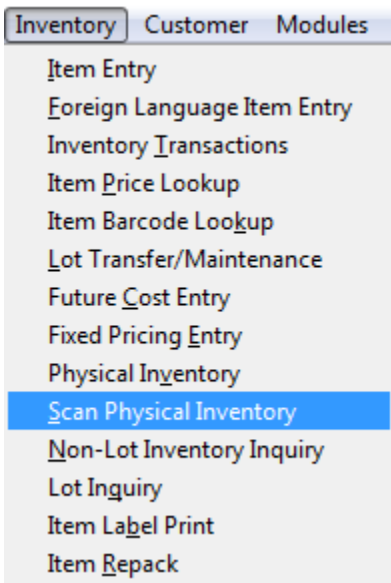 Inventory Customer Modules
Item Entry
Foreign Language Item Entry
Inventory Transactions
Item Price Lookup
Item Barcode Lookup
Lot Transfer/Maintenance
Future Cost Entry
Fixed Pricing Entry
Physical Inventory
Scan Physical Inventory
Non-Lot Inventory Inquiry
Lot Inquiry
Item Label Print
Item Repack